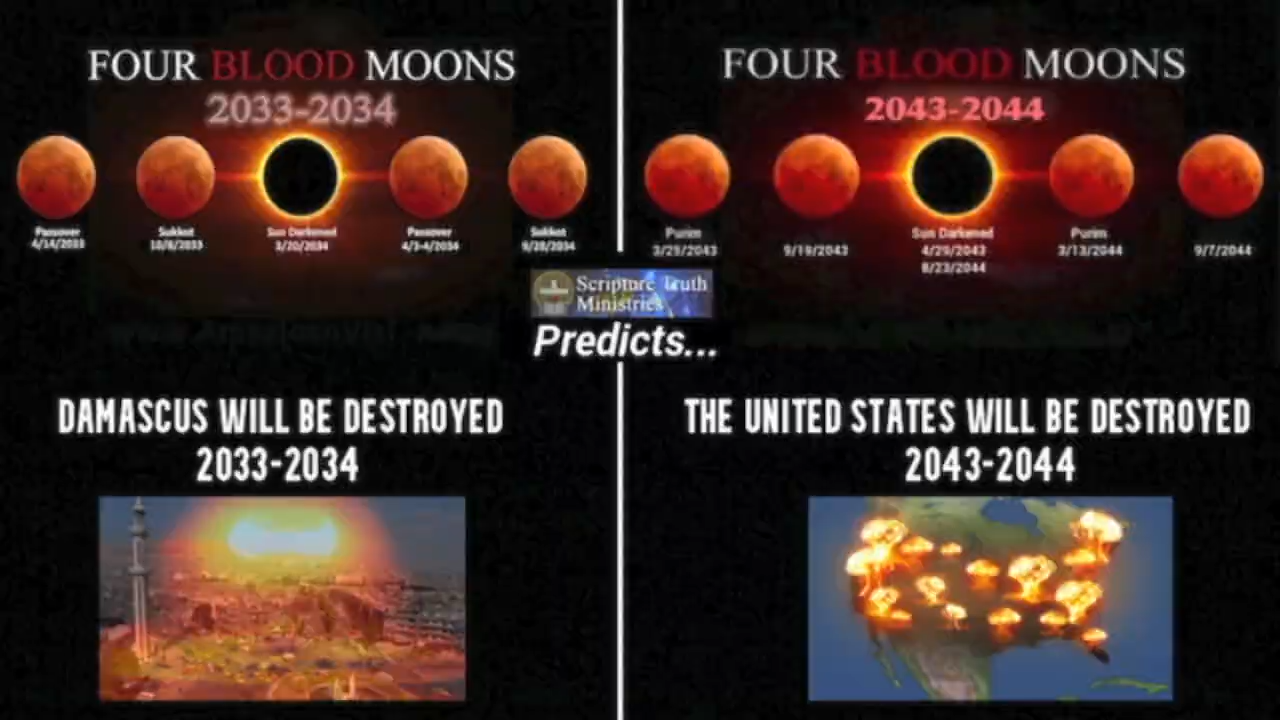 FOUR BLOOD MOONS
2033-2034
Passover
4/14/2033
Sukkot
10/8/2033
Sun Darkened
3/20/2034
Passover
4/3-4/2034
Sukkot
9/28/2034
FOUR BLOOD MOONS
2043-2044
Purim
3/25/2043
9/19/2043
Sun Darkened
4/29/2043
8/23/2044
Purim
3/13/2044
9/7/2044
Scripture Truth
Ministries
Predicts...
DAMASCUS WILL BE DESTROYED
2033-2034
THE UNITED STATES WILL BE DESTROYED
2043-2044